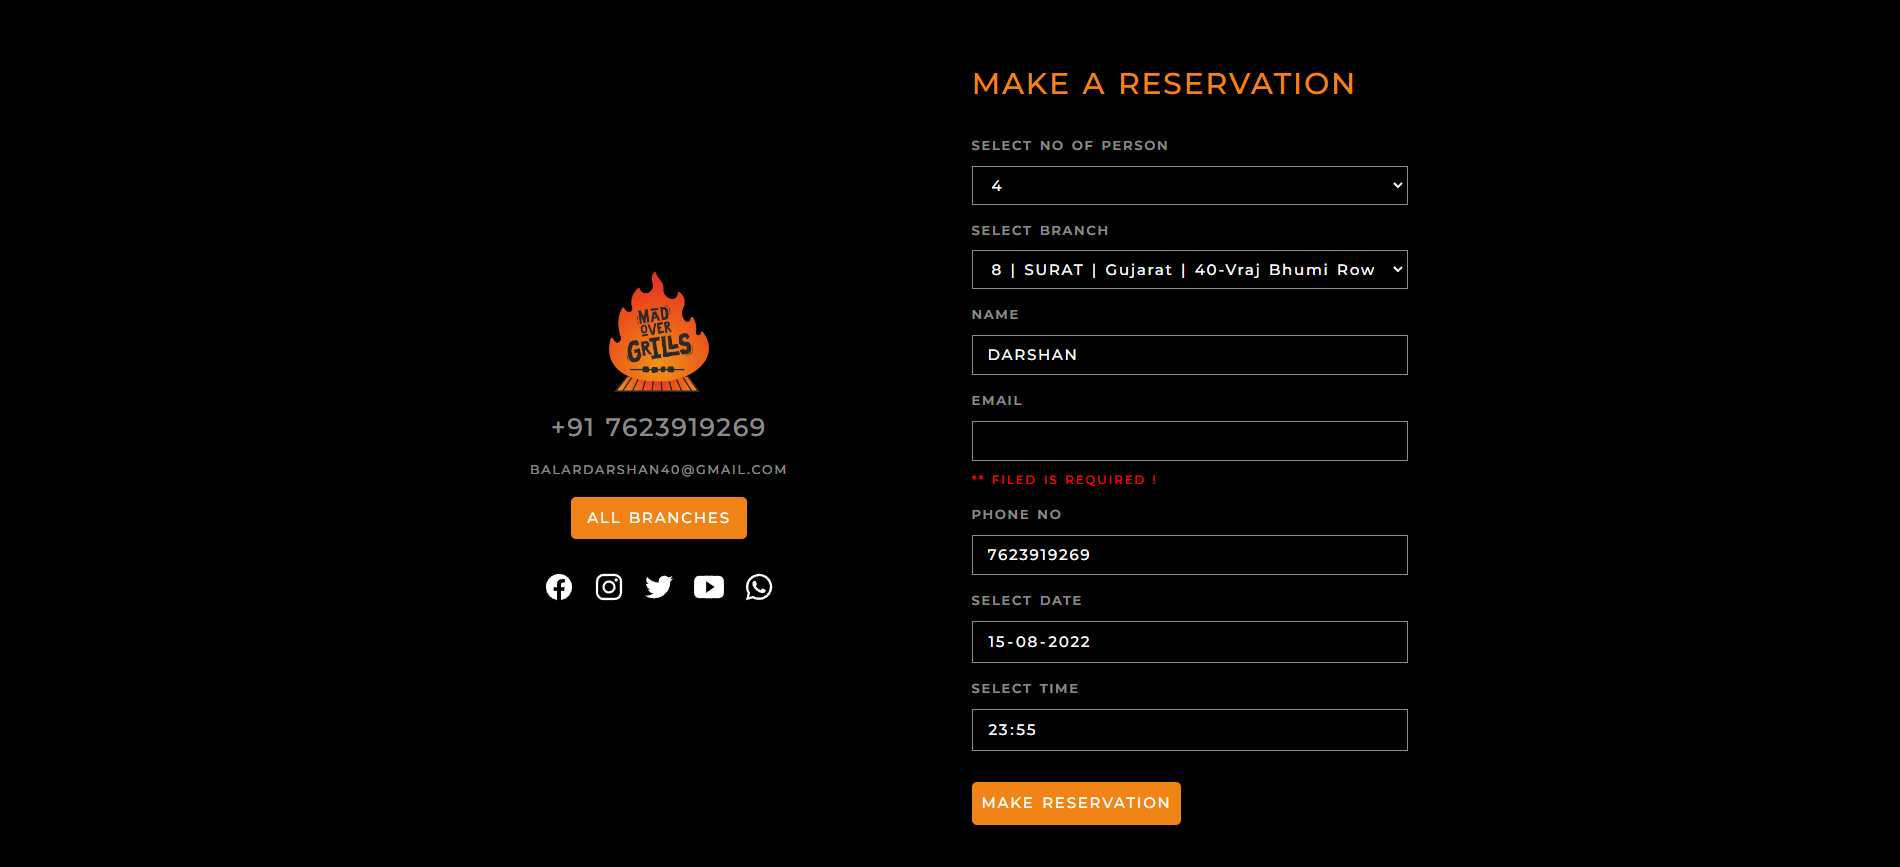 MAD
OVER
GRILLS
+91 7623919269
BALARDARSHAN40@GMAIL.COM
ALL BRANCHES
MAKE A RESERVATION
SELECT NO OF PERSON
4
SELECT BRANCH
8 | SURAT | Gujarat | 40-Vraj Bhumi Row
NAME
DARSHAN
EMAIL
** FILED IS REQUIRED !
PHONE NO
7623919269
SELECT DATE
15-08-2022
SELECT TIME
23:55
MAKE RESERVATION